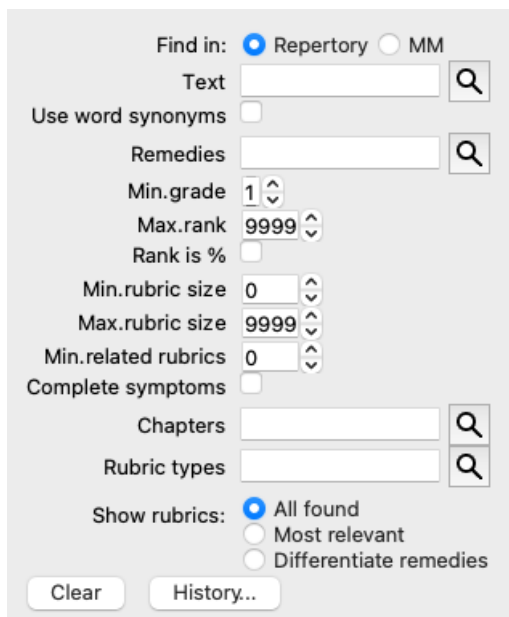 Find in: Repertory MM
Text
Use word synonyms
Remedies
Min.grade 1
Max.rank 9999
Rank is %
Min.rubric size 0
Max.rubric size 9999
Min.related rubrics 0
Complete symptoms
Chapters
Rubric types
Show rubrics: All found
Most relevant
Differentiate remedies
Clear History...